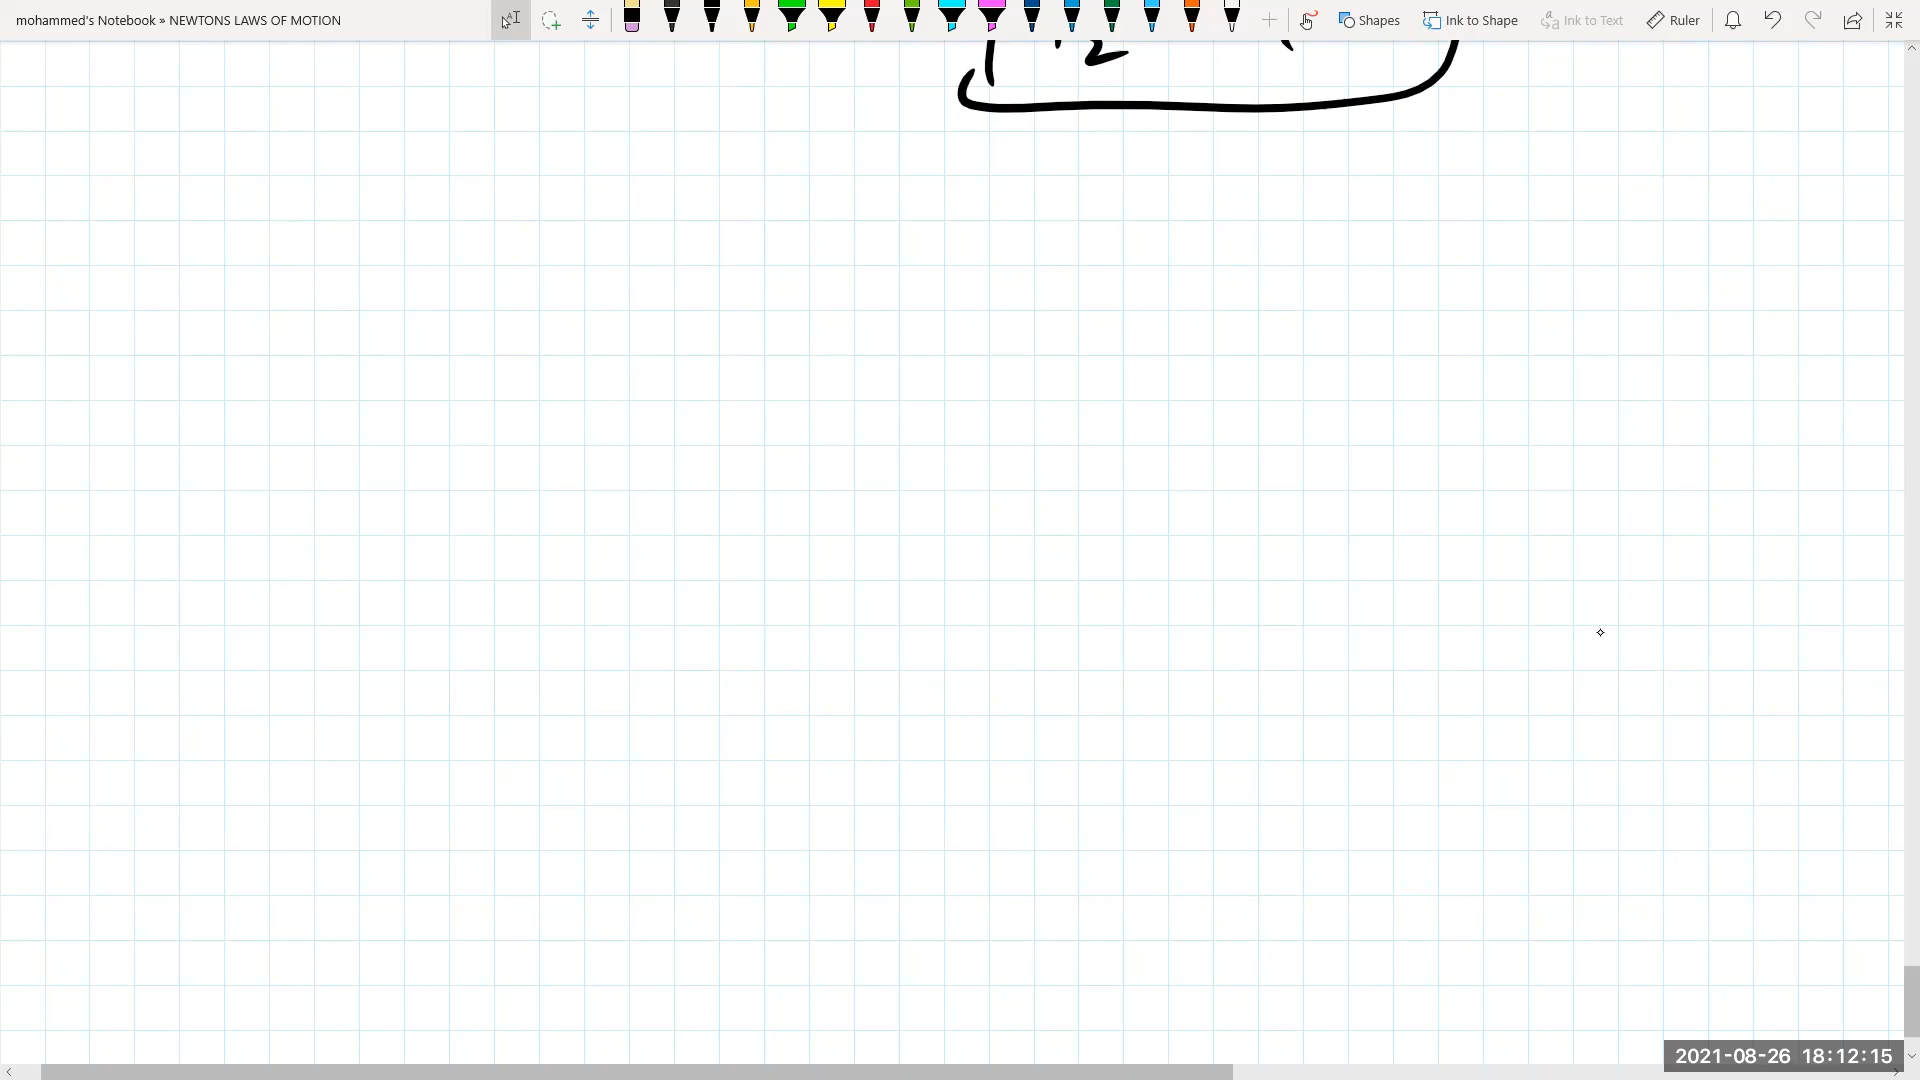 mohammed's Notebook » NEWTONS LAWS OF MOTION
Shapes
Ink to Shape
Ink to Text
Ruler
2
2021-08-26 18:12:15